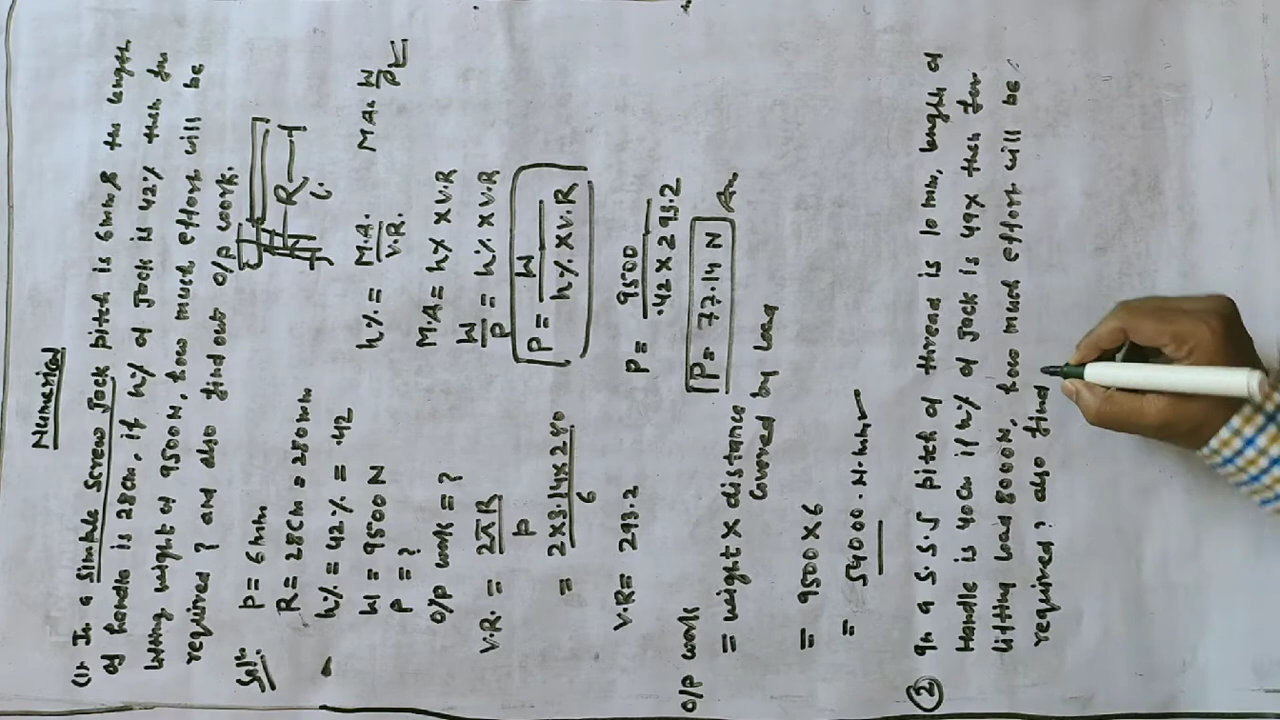 Numerical
(1). In a Simple Screw Jack pitch is 6mm & the length
of handle is 28cm, if η% of Jack is 42% then for
lifting weight of 9500N, how much effort will be
required ? and also find out o/p work.
Solⁿ. p = 6mm
R = 28cm = 280mm
η% = 42% = .42
W = 9500 N
P = ?
o/p work = ?
V.R. = 2πR / p
= 2×3.14×280 / 6
V.R = 293.2
R
η% = M.A. / V.R.
M.A. W/P
M.A = η% × V.R
W/P = η% × V.R
P = W / η% × V.R
P = 9500 / .42 × 293.2
P = 77.14 N Ans
o/p work
= weight × distance
covered by load
= 9500 × 6
= 54000 . N.mm
(2) In a S.S.J pitch of thread is 10 mm, length of
Handle is 40cm if η% of Jack is 49% then for
lifting load 8000N, how much effort will be
required ? also find